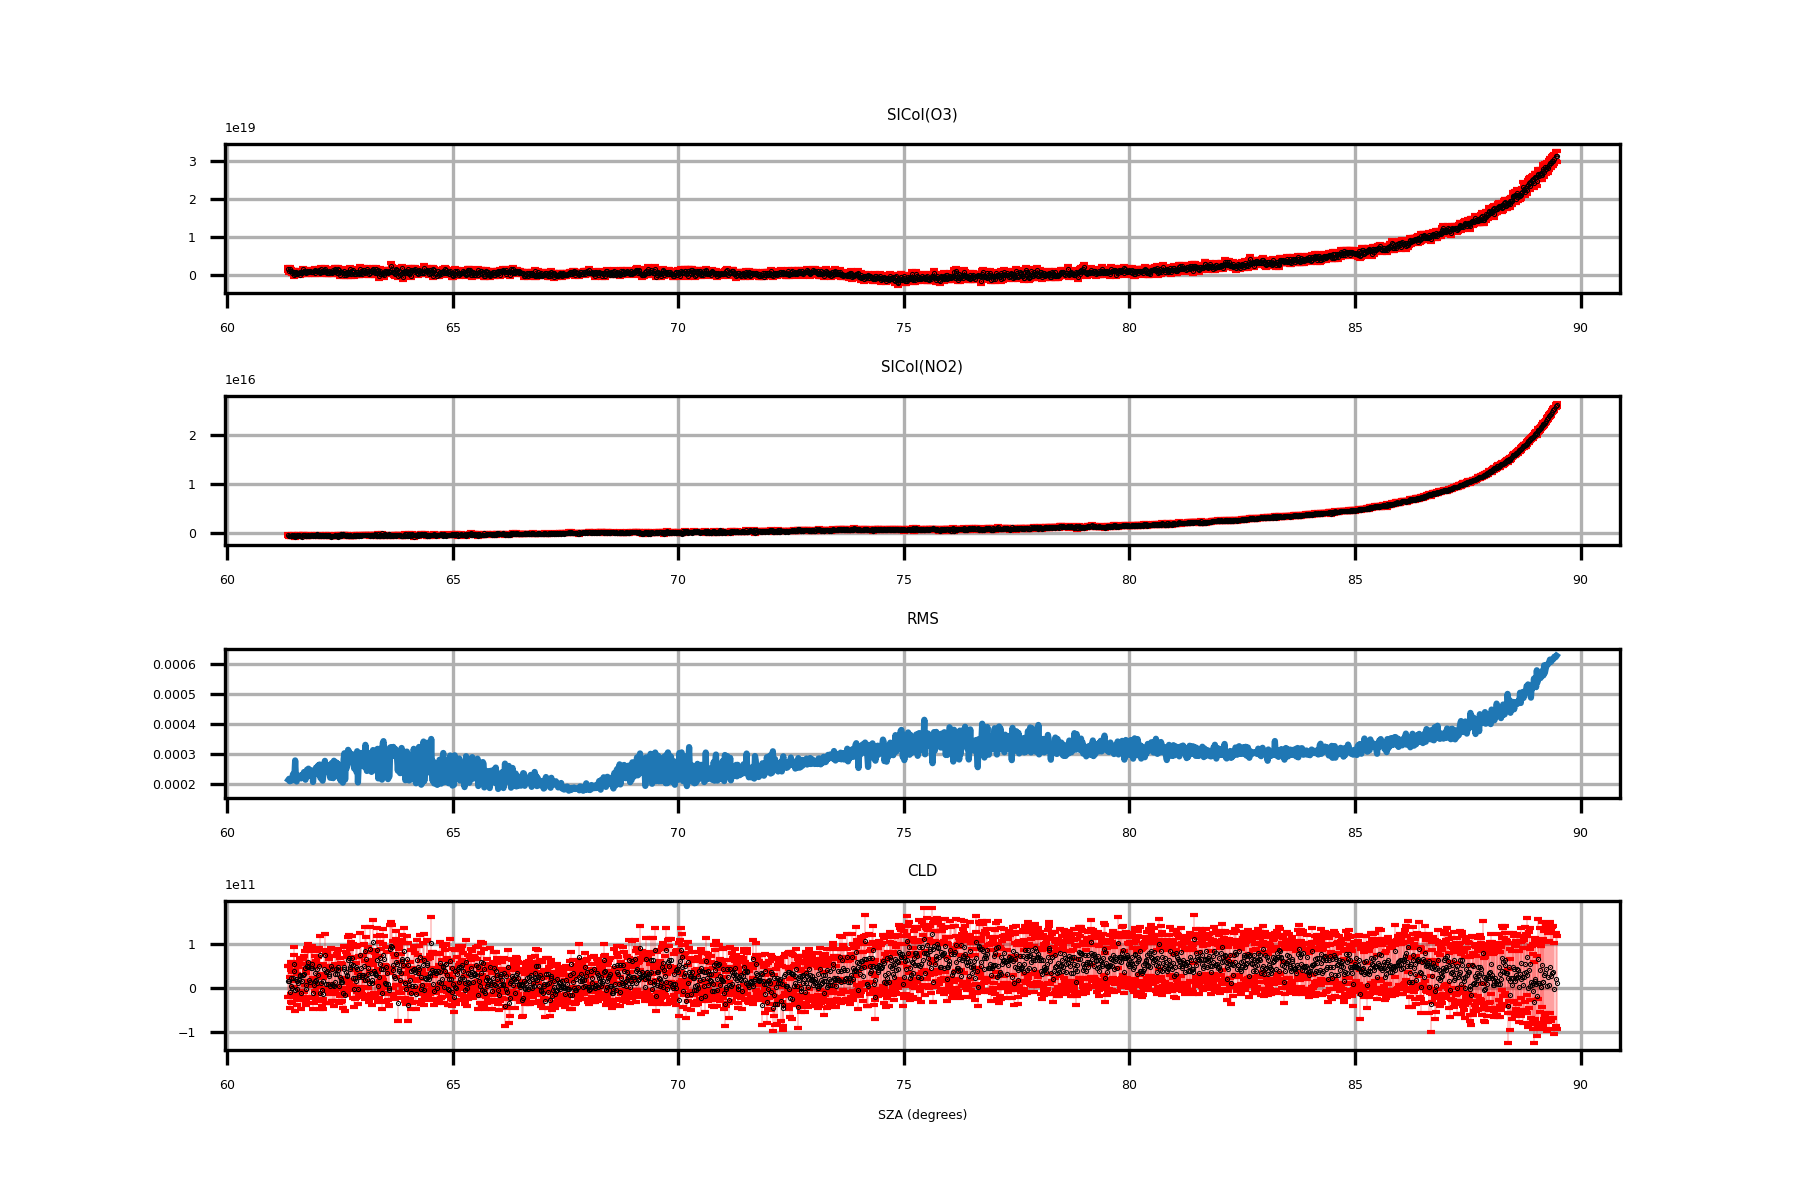 SlCol(O3)
1e19
3
2
1
0
60 65 70 75 80 85 90
SlCol(NO2)
1e16
2
1
0
60 65 70 75 80 85 90
RMS
0.0006
0.0005
0.0004
0.0003
0.0002
60 65 70 75 80 85 90
CLD
1e11
1
0
−1
60 65 70 75 80 85 90
SZA (degrees)